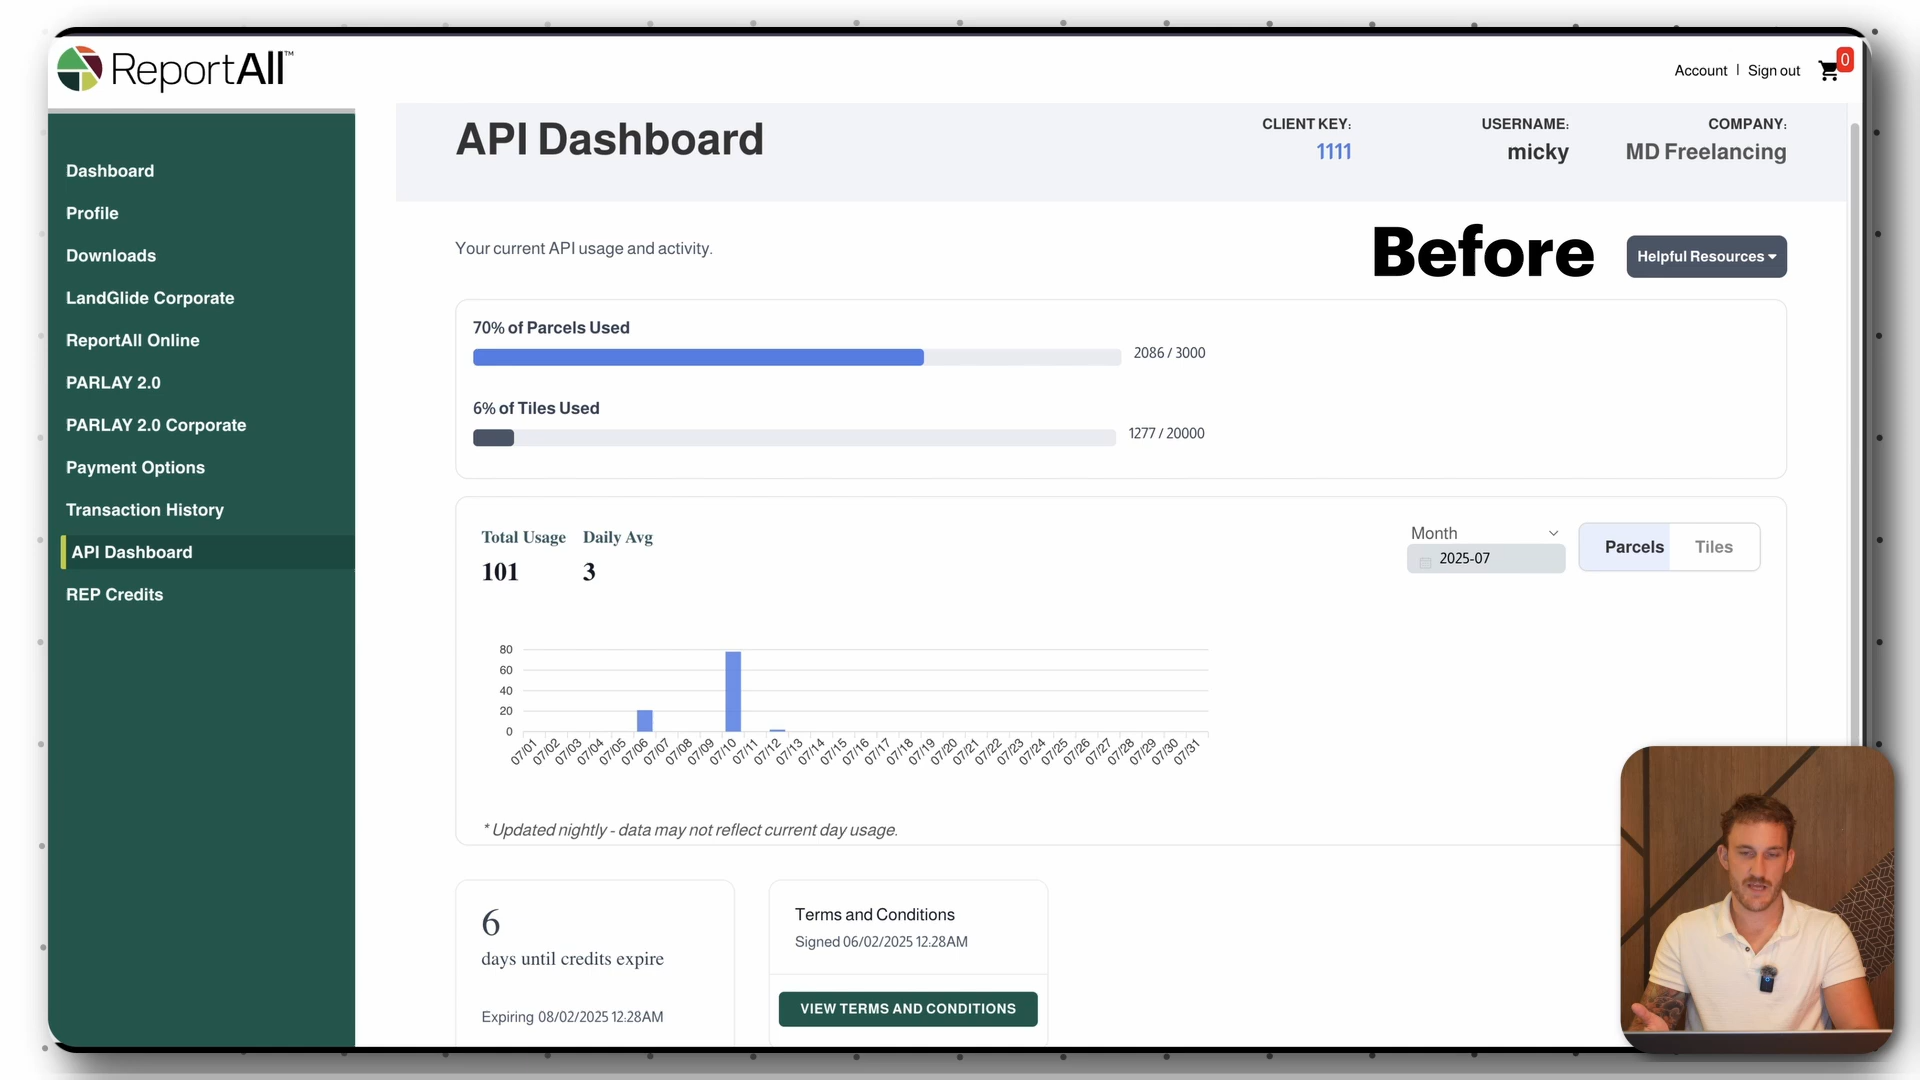 ReportAll™
Account | Sign out
0
Dashboard
Profile
Downloads
LandGlide Corporate
ReportAll Online
PARLAY 2.0
PARLAY 2.0 Corporate
Payment Options
Transaction History
API Dashboard
REP Credits
API Dashboard
CLIENT KEY:
1111
USERNAME:
micky
COMPANY:
MD Freelancing
Your current API usage and activity.
Before
Helpful Resources
70% of Parcels Used
2086 / 3000
6% of Tiles Used
1277 / 20000
Total Usage
101
Daily Avg
3
Month
2025-07
Parcels
Tiles
80
60
40
20
0
07/01
07/02
07/03
07/04
07/05
07/06
07/07
07/08
07/09
07/10
07/11
07/12
07/13
07/14
07/15
07/16
07/17
07/18
07/19
07/20
07/21
07/22
07/23
07/24
07/25
07/26
07/27
07/28
07/29
07/30
07/31
* Updated nightly - data may not reflect current day usage.
6
days until credits expire
Expiring 08/02/2025 12:28AM
Terms and Conditions
Signed 06/02/2025 12:28AM
VIEW TERMS AND CONDITIONS